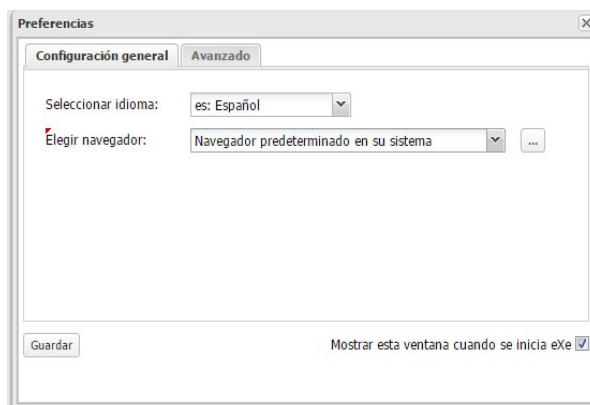 Preferencias
Configuración general Avanzado
Seleccionar idioma: es: Español
Elegir navegador: Navegador predeterminado en su sistema ...
Guardar Mostrar esta ventana cuando se inicia eXe